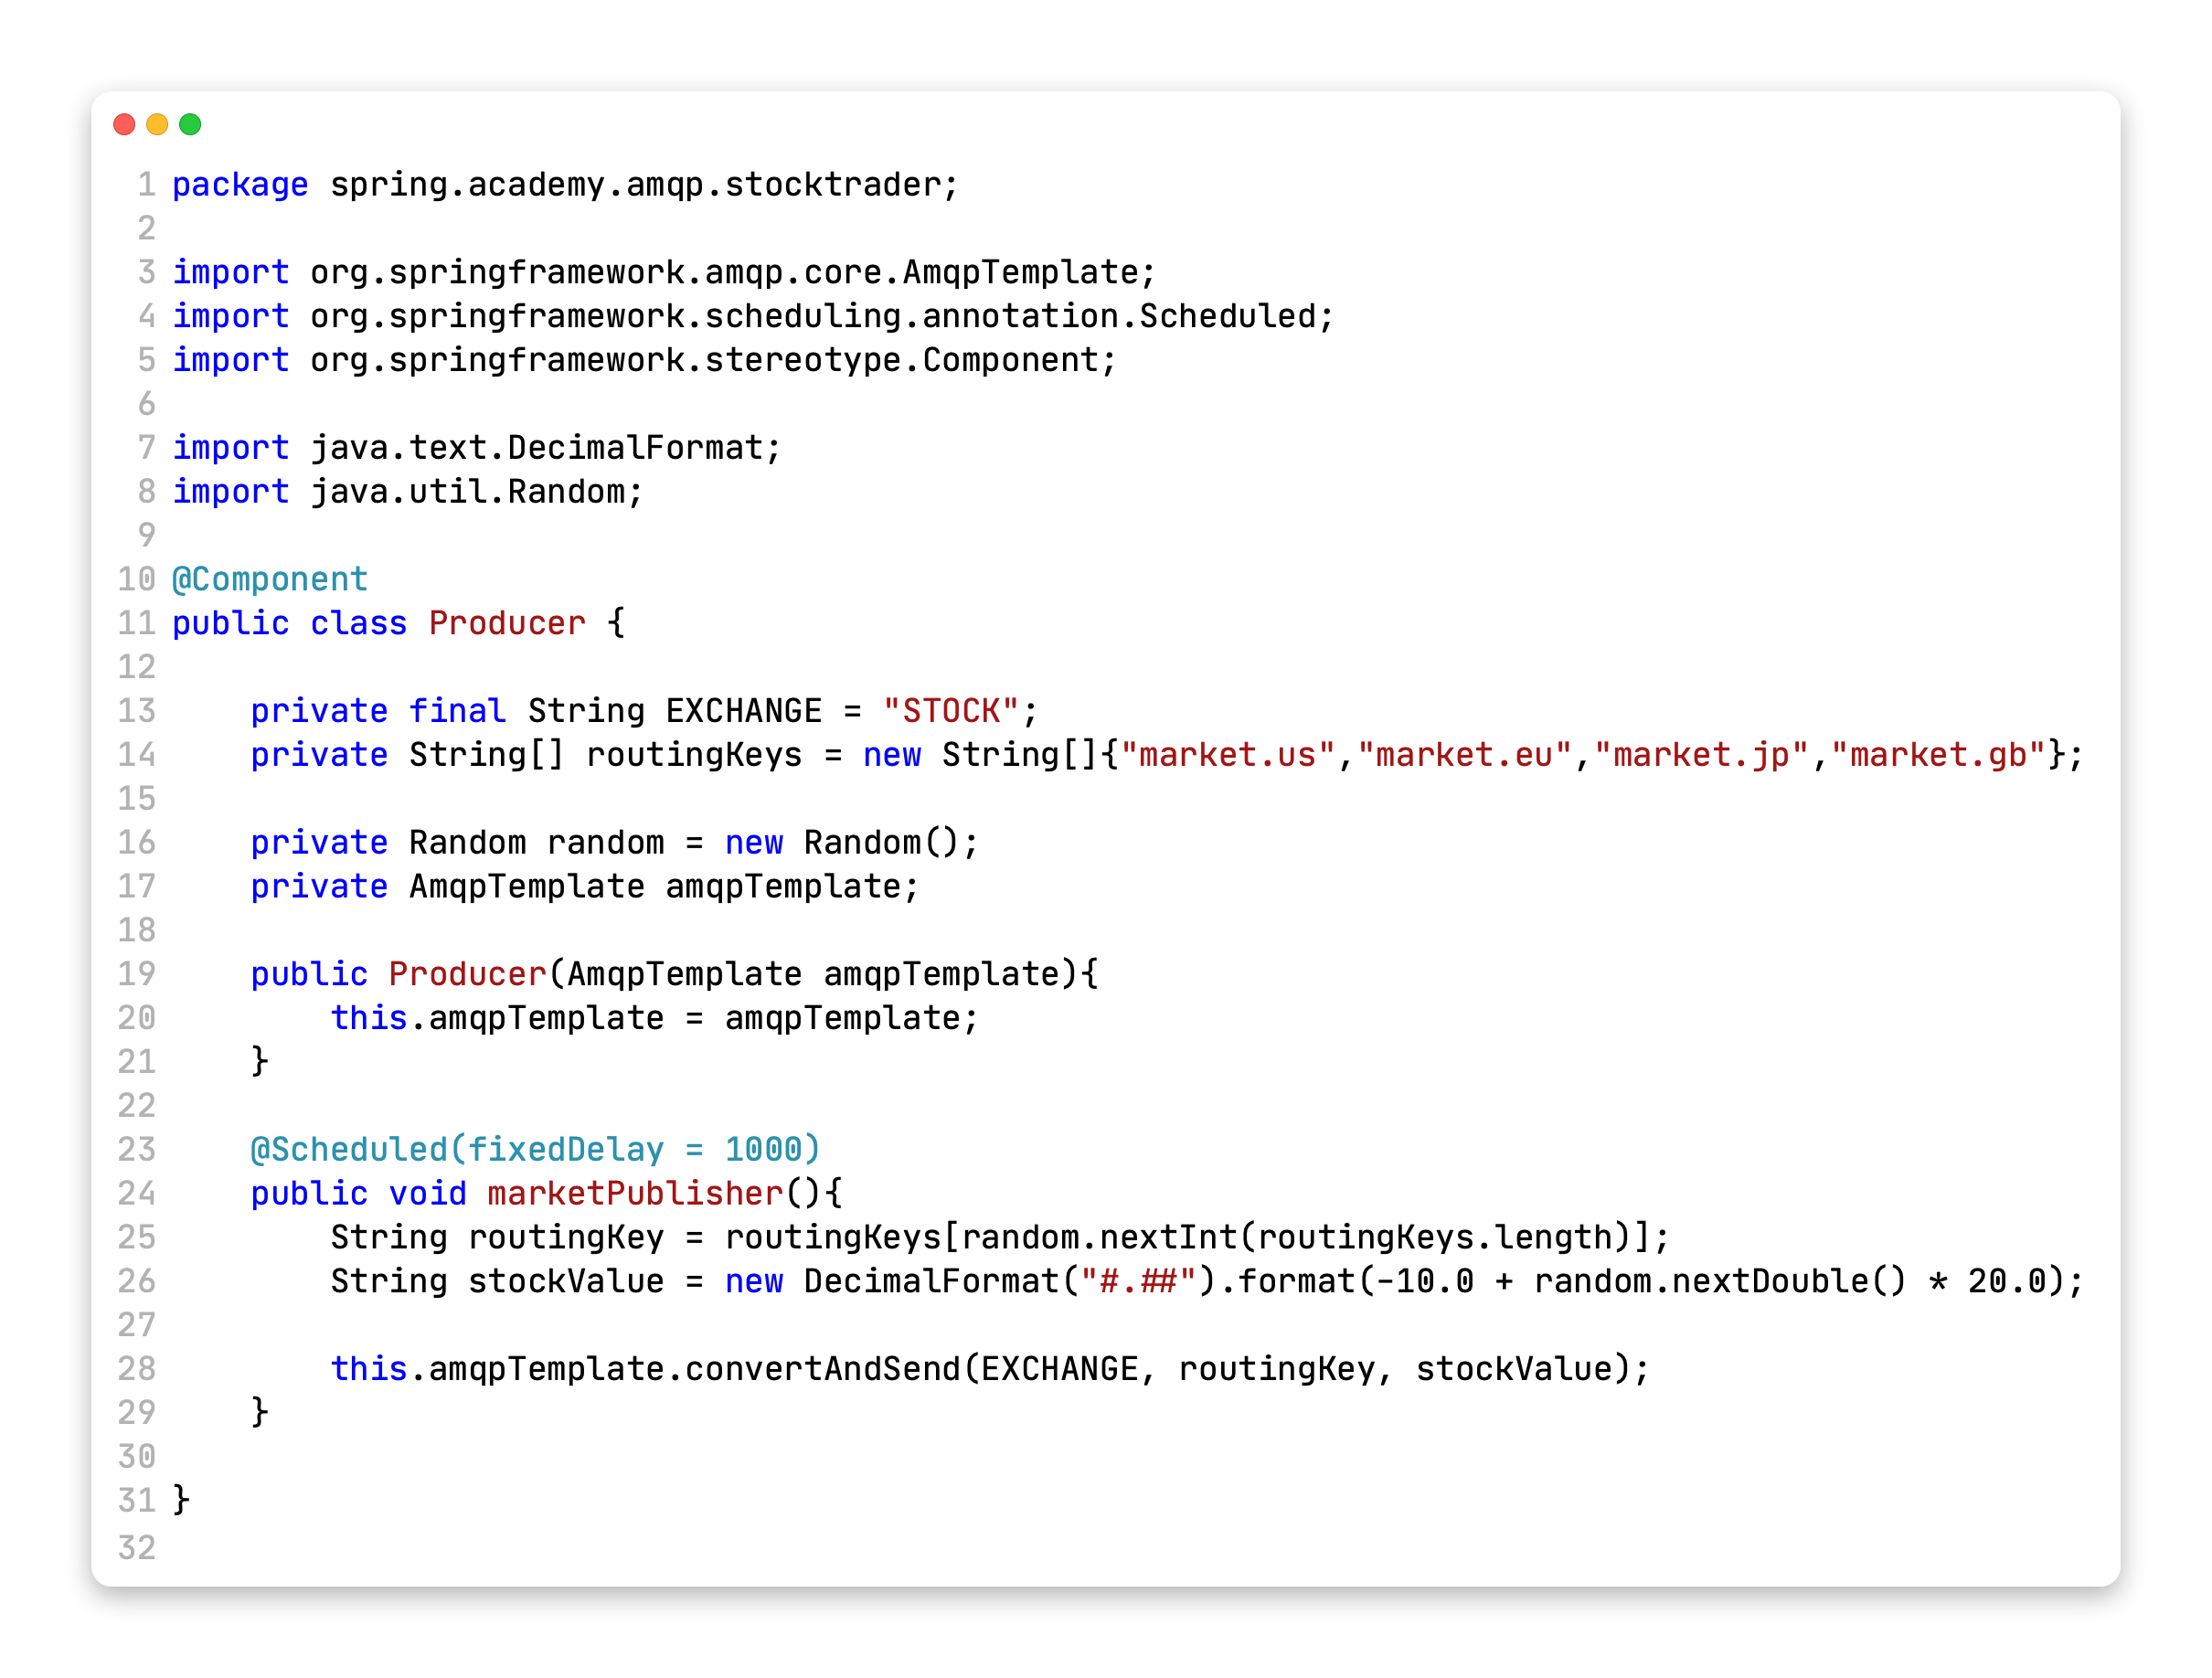 1 package spring.academy.amqp.stocktrader;
2
3 import org.springframework.amqp.core.AmqpTemplate;
4 import org.springframework.scheduling.annotation.Scheduled;
5 import org.springframework.stereotype.Component;
6
7 import java.text.DecimalFormat;
8 import java.util.Random;
9
10 @Component
11 public class Producer {
12
13     private final String EXCHANGE = "STOCK";
14     private String[] routingKeys = new String[]{"market.us","market.eu","market.jp","market.gb"};
15
16     private Random random = new Random();
17     private AmqpTemplate amqpTemplate;
18
19     public Producer(AmqpTemplate amqpTemplate){
20         this.amqpTemplate = amqpTemplate;
21     }
22
23     @Scheduled(fixedDelay = 1000)
24     public void marketPublisher(){
25         String routingKey = routingKeys[random.nextInt(routingKeys.length)];
26         String stockValue = new DecimalFormat("#.##").format(-10.0 + random.nextDouble() * 20.0);
27
28         this.amqpTemplate.convertAndSend(EXCHANGE, routingKey, stockValue);
29     }
30
31 }
32